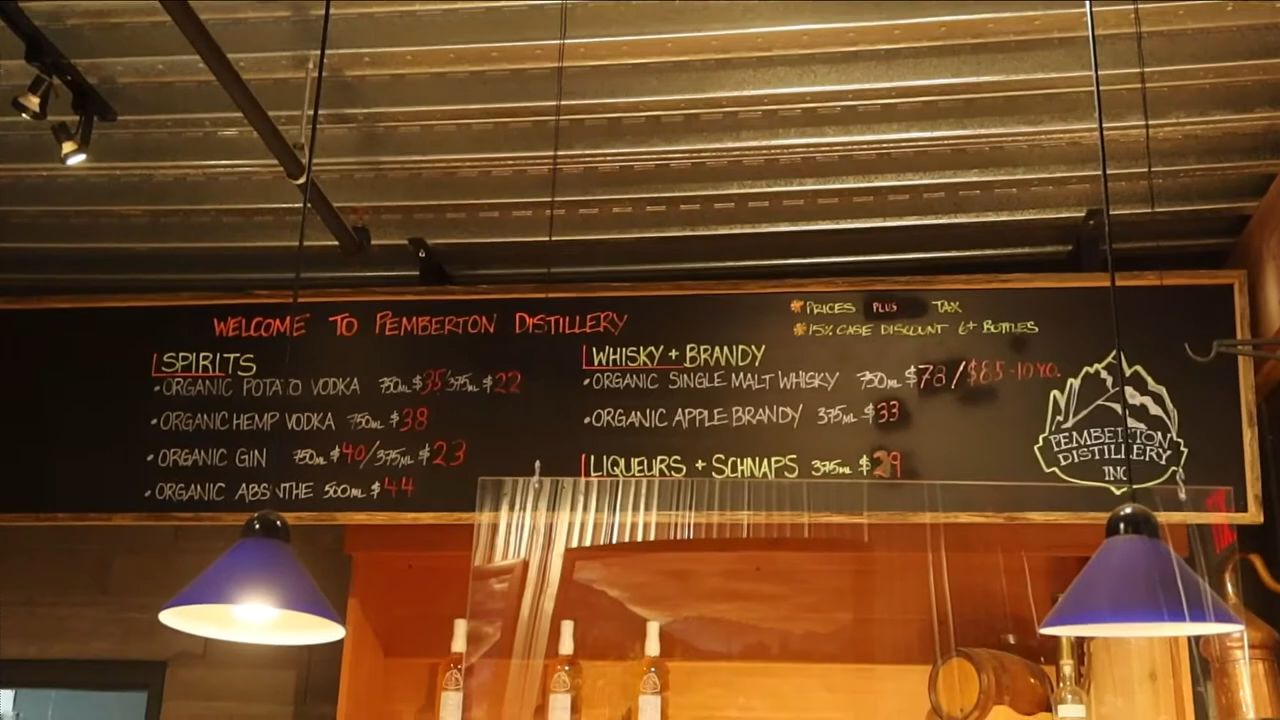 WELCOME TO PEMBERTON DISTILLERY
SPIRITS
• ORGANIC POTATO VODKA 750ML $35/375ML $22
• ORGANIC HEMP VODKA 750ML $38
• ORGANIC GIN 750ML $40/375ML $23
• ORGANIC ABSINTHE 500ML $44
* PRICES PLUS TAX
* 15% CASE DISCOUNT 6+ BOTTLES
WHISKY + BRANDY
• ORGANIC SINGLE MALT WHISKY 750ML $78/$85-10 YO.
• ORGANIC APPLE BRANDY 375ML $33
LIQUEURS + SCHNAPS 375ML $29
PEMBERTON
DISTILLERY
INC